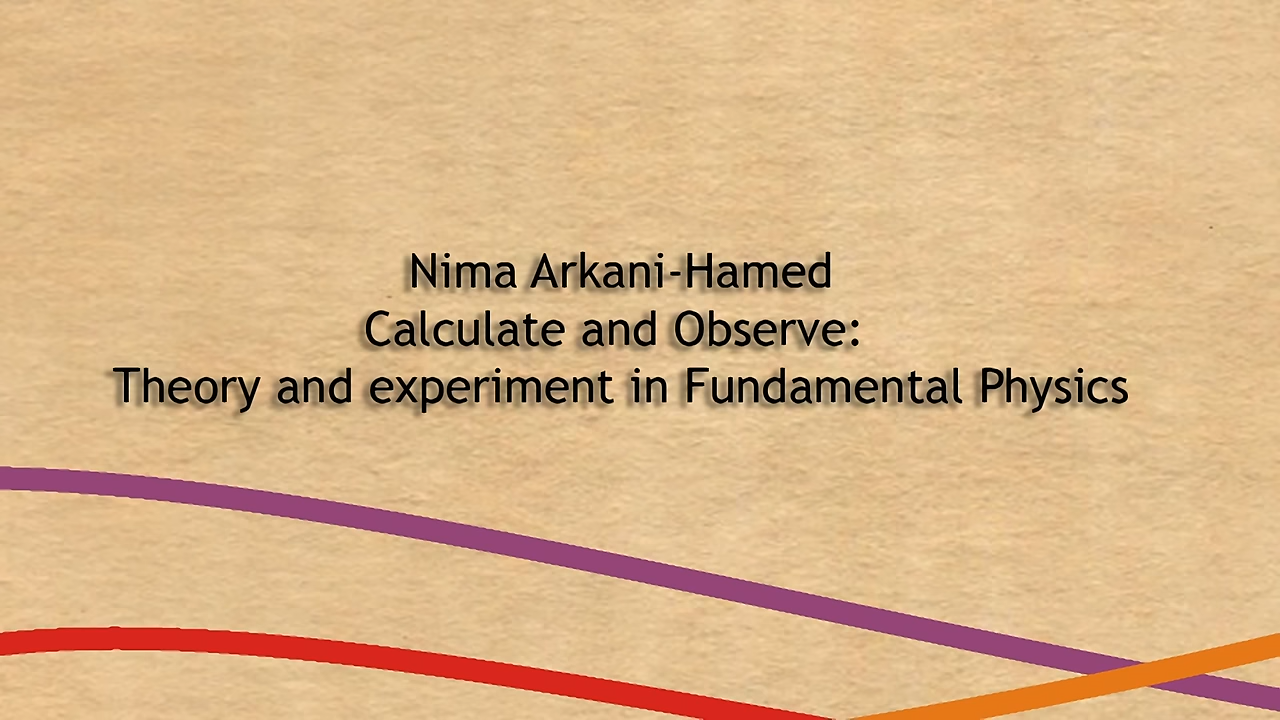 Nima Arkani-Hamed
Calculate and Observe:
Theory and experiment in Fundamental Physics